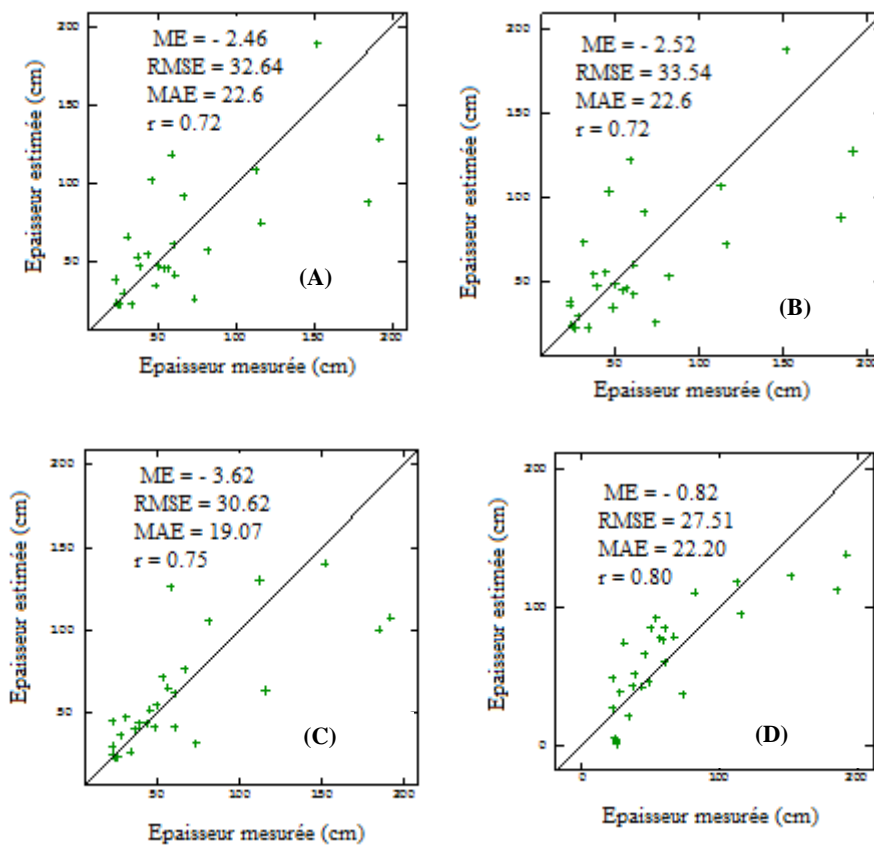 200
150
100
50
Epaisseur estimée (cm)
ME = - 2.46
RMSE = 32.64
MAE = 22.6
r = 0.72
(A)
50
100
150
200
Epaisseur mesurée (cm)
200
150
100
50
Epaisseur estimée (cm)
ME = - 2.52
RMSE = 33.54
MAE = 22.6
r = 0.72
(B)
50
100
150
200
Epaisseur mesurée (cm)
200
150
100
50
Epaisseur estimée (cm)
ME = - 3.62
RMSE = 30.62
MAE = 19.07
r = 0.75
(C)
50
100
150
200
Epaisseur mesurée (cm)
200
100
0
Epaisseur estimée (cm)
ME = - 0.82
RMSE = 27.51
MAE = 22.20
r = 0.80
(D)
0
100
200
Epaisseur mesurée (cm)